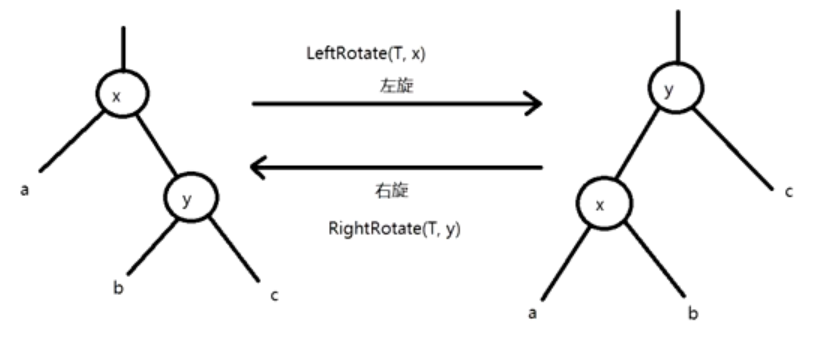 LeftRotate(T, x)
左旋
x
y
a
y
右旋
c
x
RightRotate(T, y)
b
c
a
b